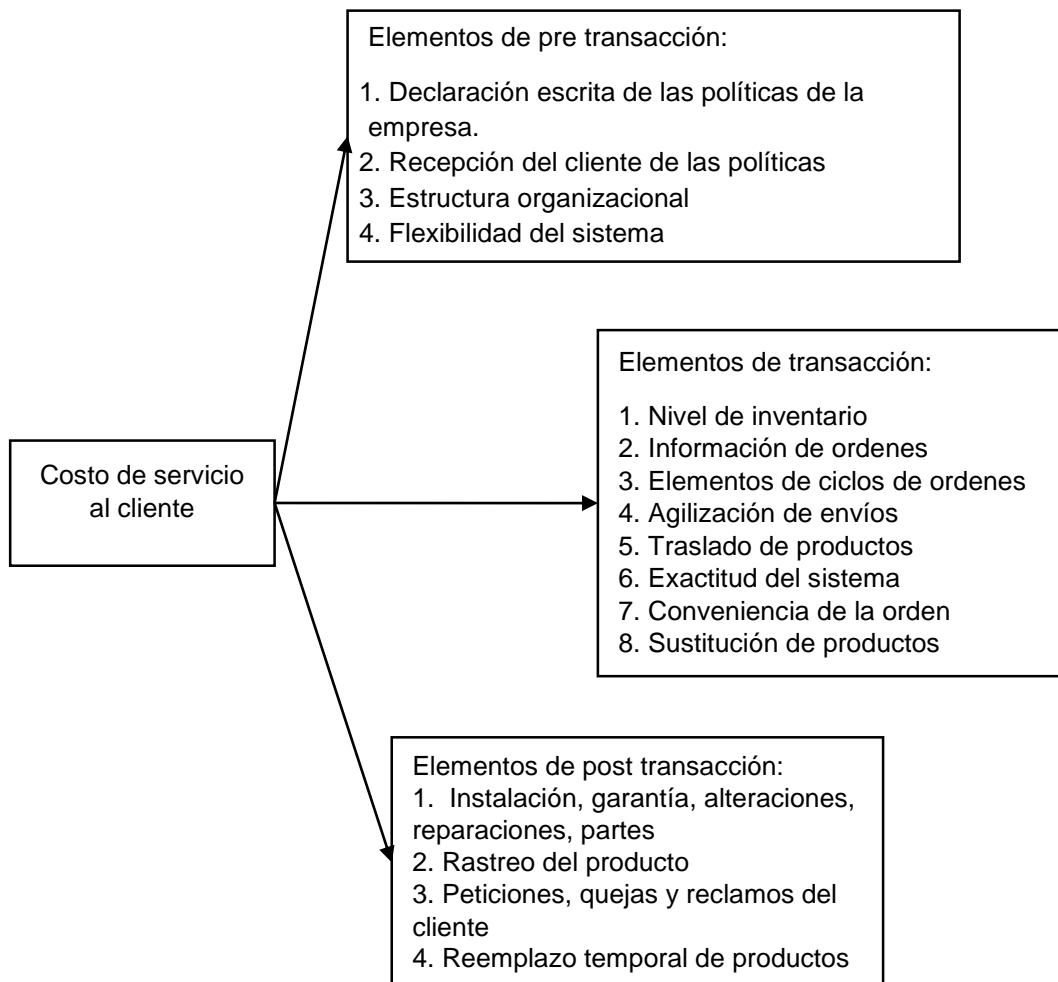 Elementos de pre transacción:
1. Declaración escrita de las políticas de la
empresa.
2. Recepción del cliente de las políticas
3. Estructura organizacional
4. Flexibilidad del sistema
Costo de servicio
al cliente
Elementos de transacción:
1. Nivel de inventario
2. Información de ordenes
3. Elementos de ciclos de ordenes
4. Agilización de envíos
5. Traslado de productos
6. Exactitud del sistema
7. Conveniencia de la orden
8. Sustitución de productos
Elementos de post transacción:
1. Instalación, garantía, alteraciones,
reparaciones, partes
2. Rastreo del producto
3. Peticiones, quejas y reclamos del
cliente
4. Reemplazo temporal de productos